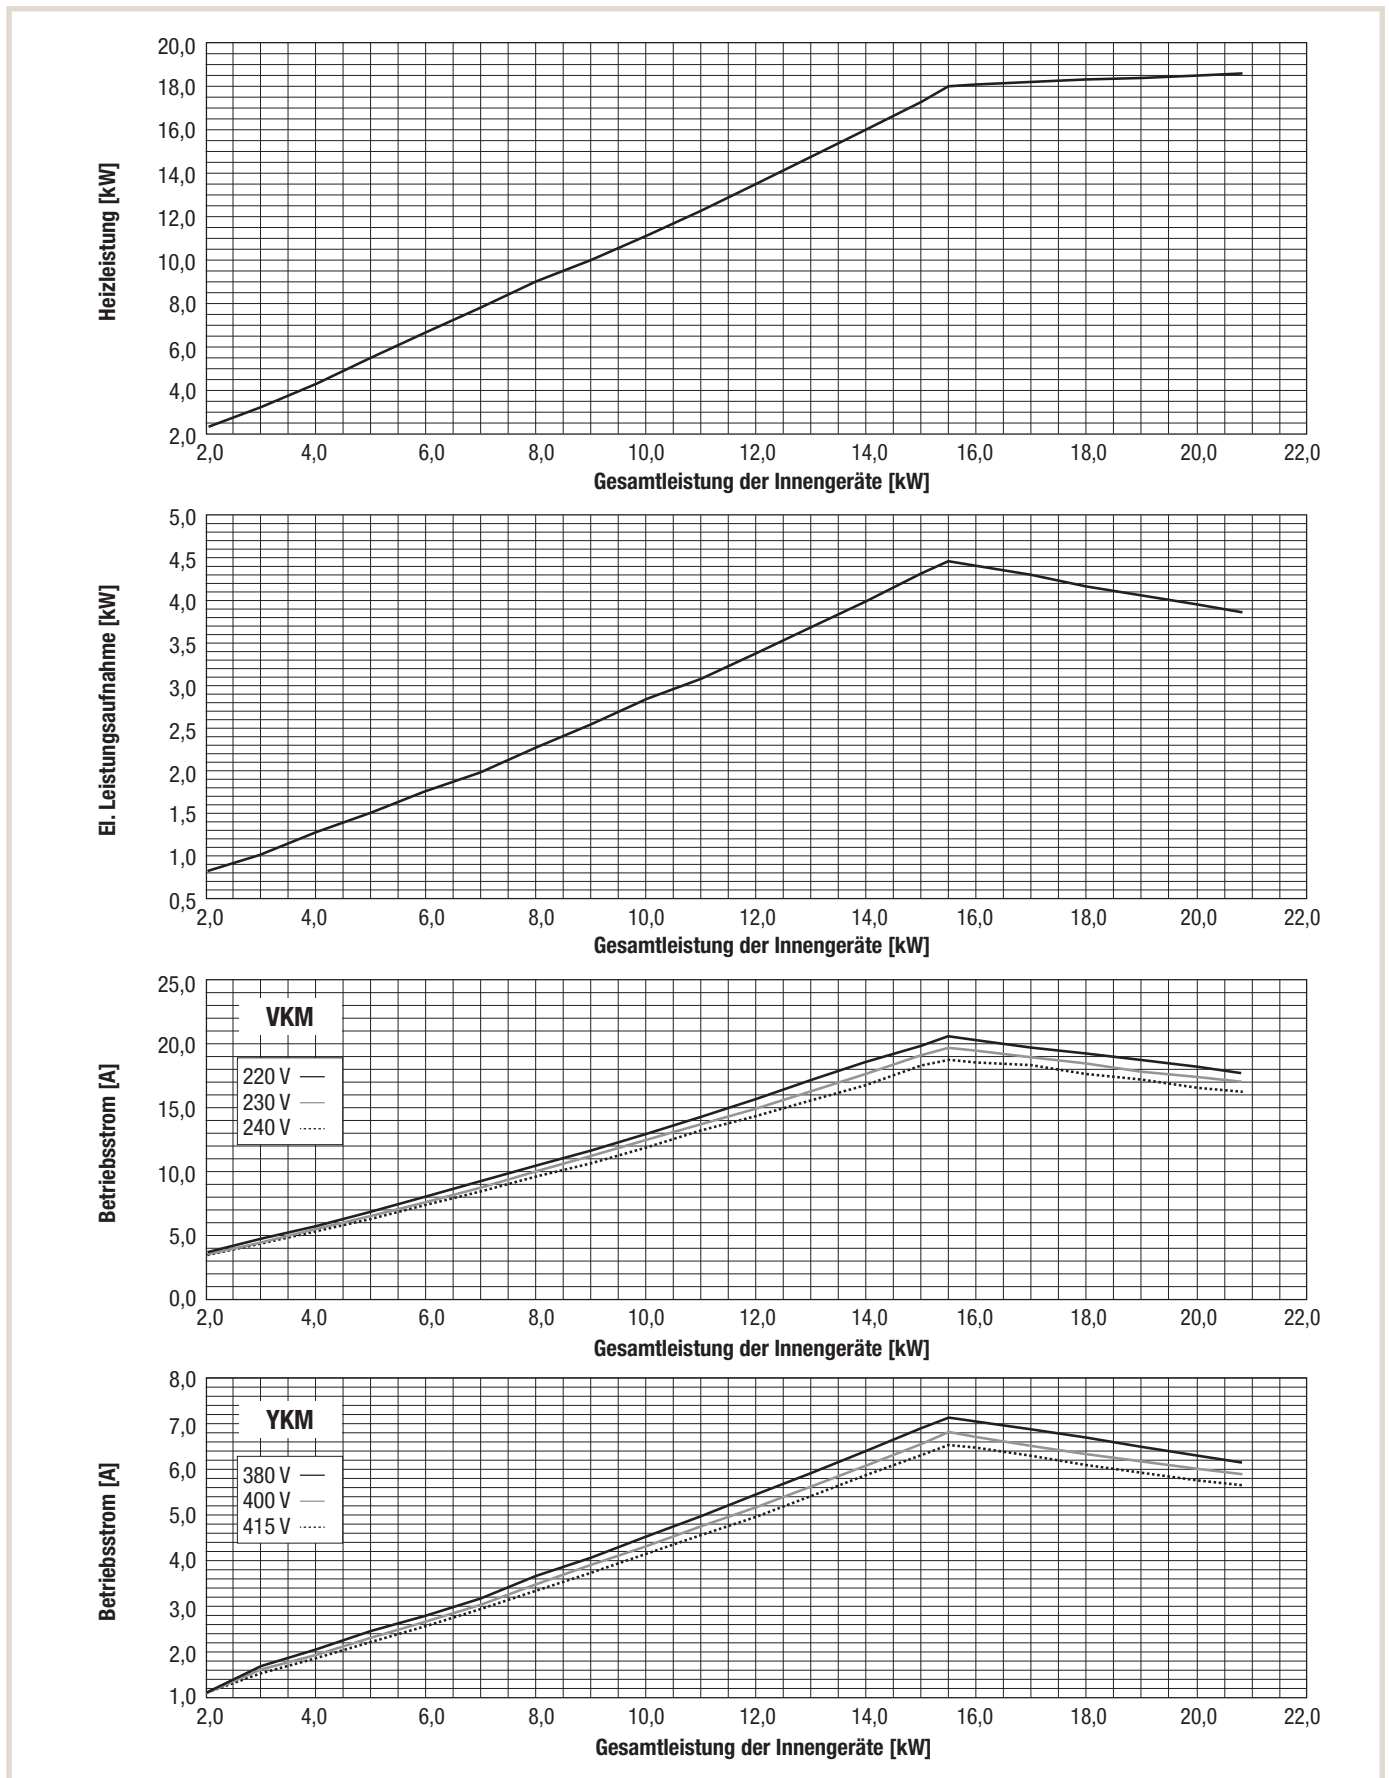 20,0
18,0
16,0
14,0
12,0
10,0
8,0
6,0
4,0
2,0
Heizleistung [kW]
2,0 4,0 6,0 8,0 10,0 12,0 14,0 16,0 18,0 20,0 22,0
Gesamtleistung der Innengeräte [kW]
5,0
4,5
4,0
3,5
3,0
2,5
2,0
1,5
1,0
0,5
El. Leistungsaufnahme [kW]
2,0 4,0 6,0 8,0 10,0 12,0 14,0 16,0 18,0 20,0 22,0
Gesamtleistung der Innengeräte [kW]
25,0
20,0
15,0
10,0
5,0
0,0
Betriebsstrom [A]
VKM
220 V
230 V
240 V
2,0 4,0 6,0 8,0 10,0 12,0 14,0 16,0 18,0 20,0 22,0
Gesamtleistung der Innengeräte [kW]
8,0
7,0
6,0
5,0
4,0
3,0
2,0
1,0
Betriebsstrom [A]
YKM
380 V
400 V
415 V
2,0 4,0 6,0 8,0 10,0 12,0 14,0 16,0 18,0 20,0 22,0
Gesamtleistung der Innengeräte [kW]